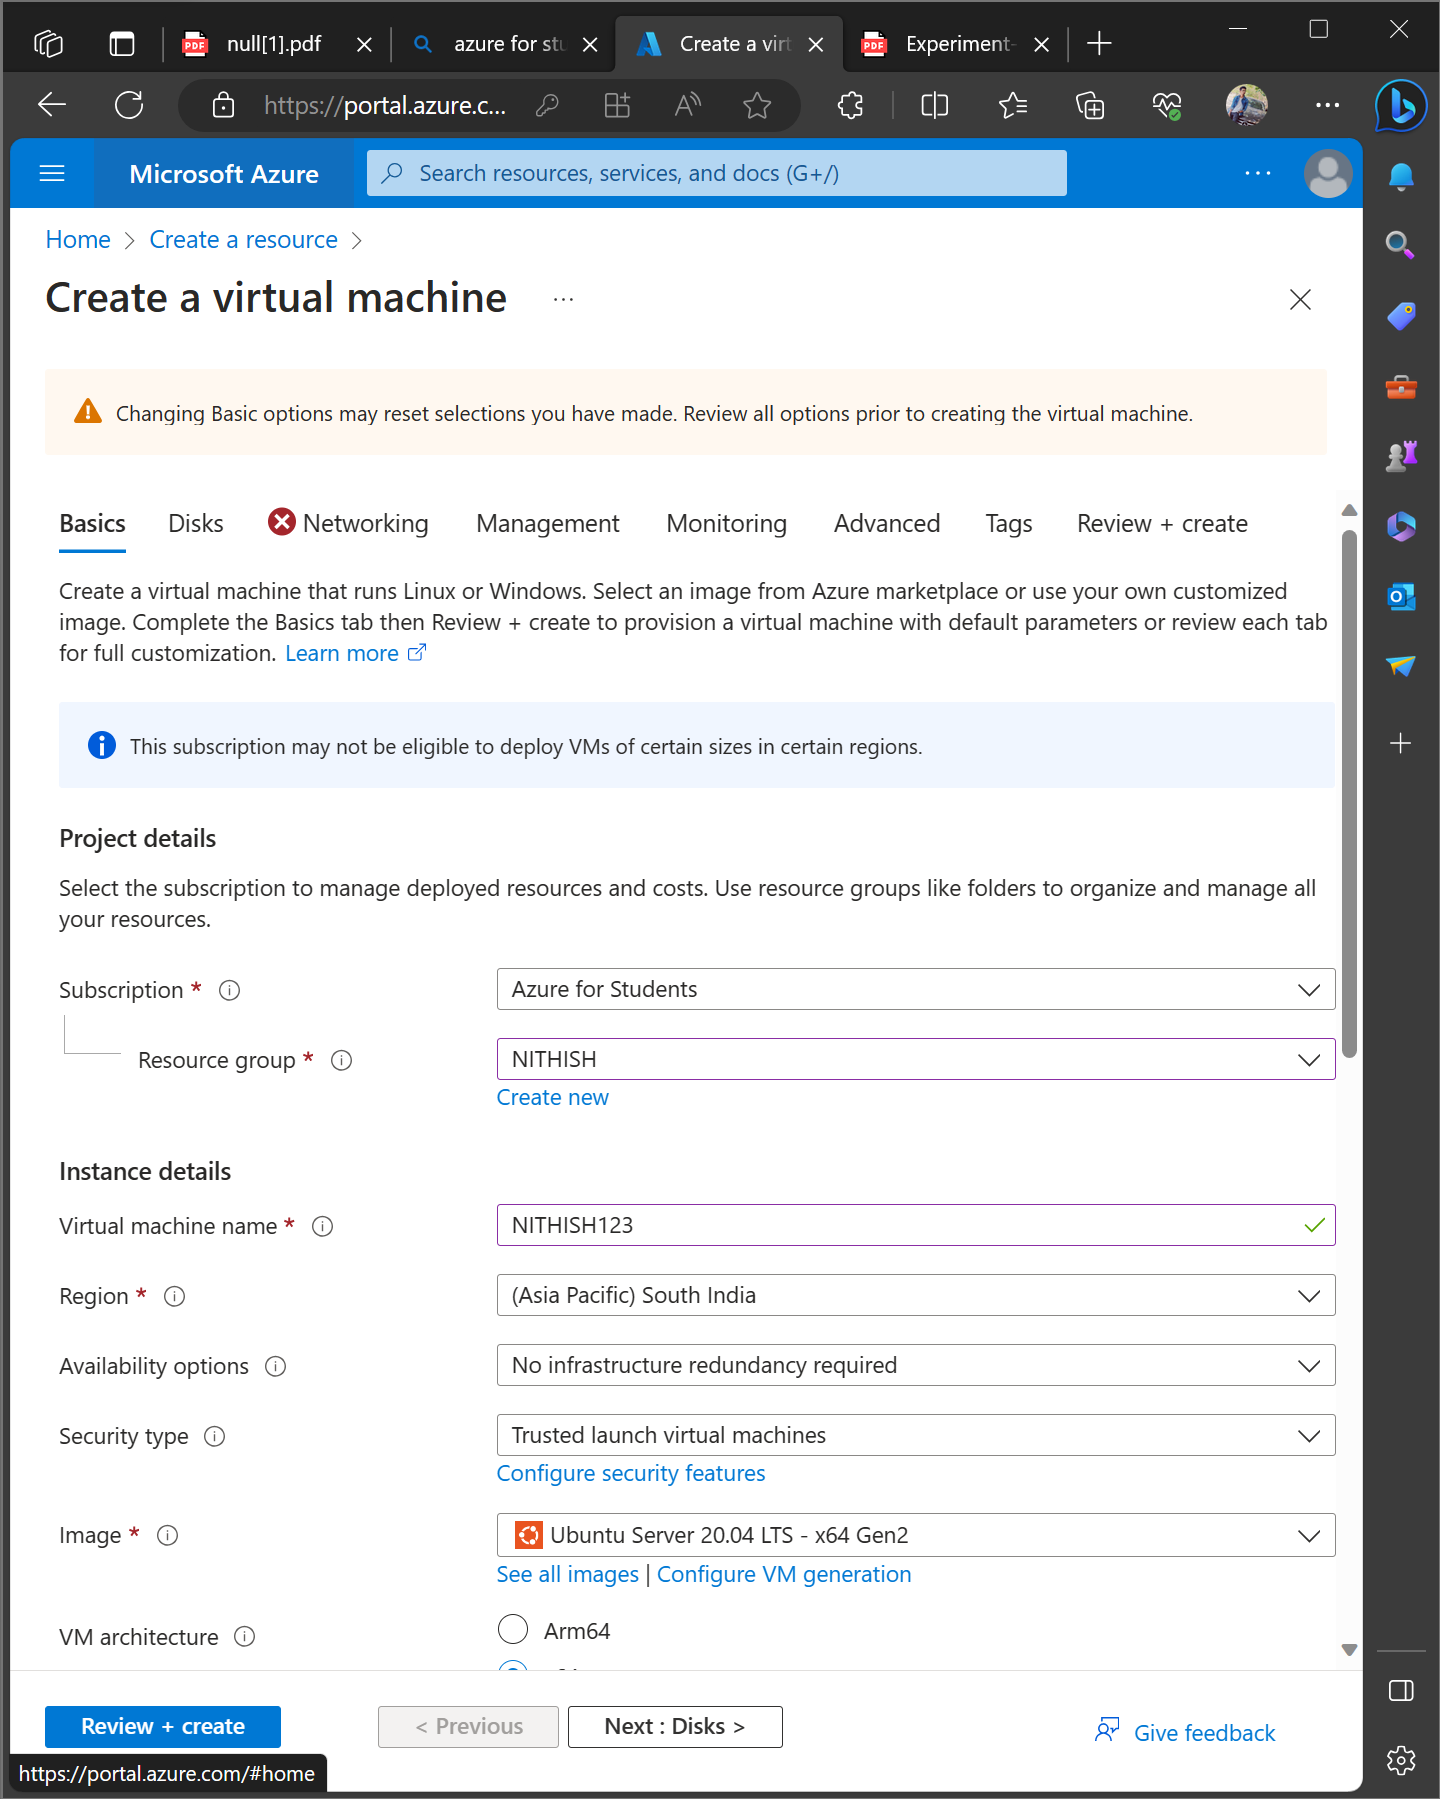 null[1].pdf
azure for stu
Create a virt
Experiment-
https://portal.azure.c...
Microsoft Azure
Search resources, services, and docs (G+/)
Home > Create a resource >
Create a virtual machine ...
Changing Basic options may reset selections you have made. Review all options prior to creating the virtual machine.
Basics Disks Networking Management Monitoring Advanced Tags Review + create
Create a virtual machine that runs Linux or Windows. Select an image from Azure marketplace or use your own customized
image. Complete the Basics tab then Review + create to provision a virtual machine with default parameters or review each tab
for full customization. Learn more
This subscription may not be eligible to deploy VMs of certain sizes in certain regions.
Project details
Select the subscription to manage deployed resources and costs. Use resource groups like folders to organize and manage all
your resources.
Subscription * Azure for Students
Resource group * NITHISH
Create new
Instance details
Virtual machine name * NITHISH123
Region * (Asia Pacific) South India
Availability options No infrastructure redundancy required
Security type Trusted launch virtual machines
Configure security features
Image * Ubuntu Server 20.04 LTS - x64 Gen2
See all images | Configure VM generation
VM architecture Arm64
Review + create < Previous Next : Disks > Give feedback
https://portal.azure.com/#home